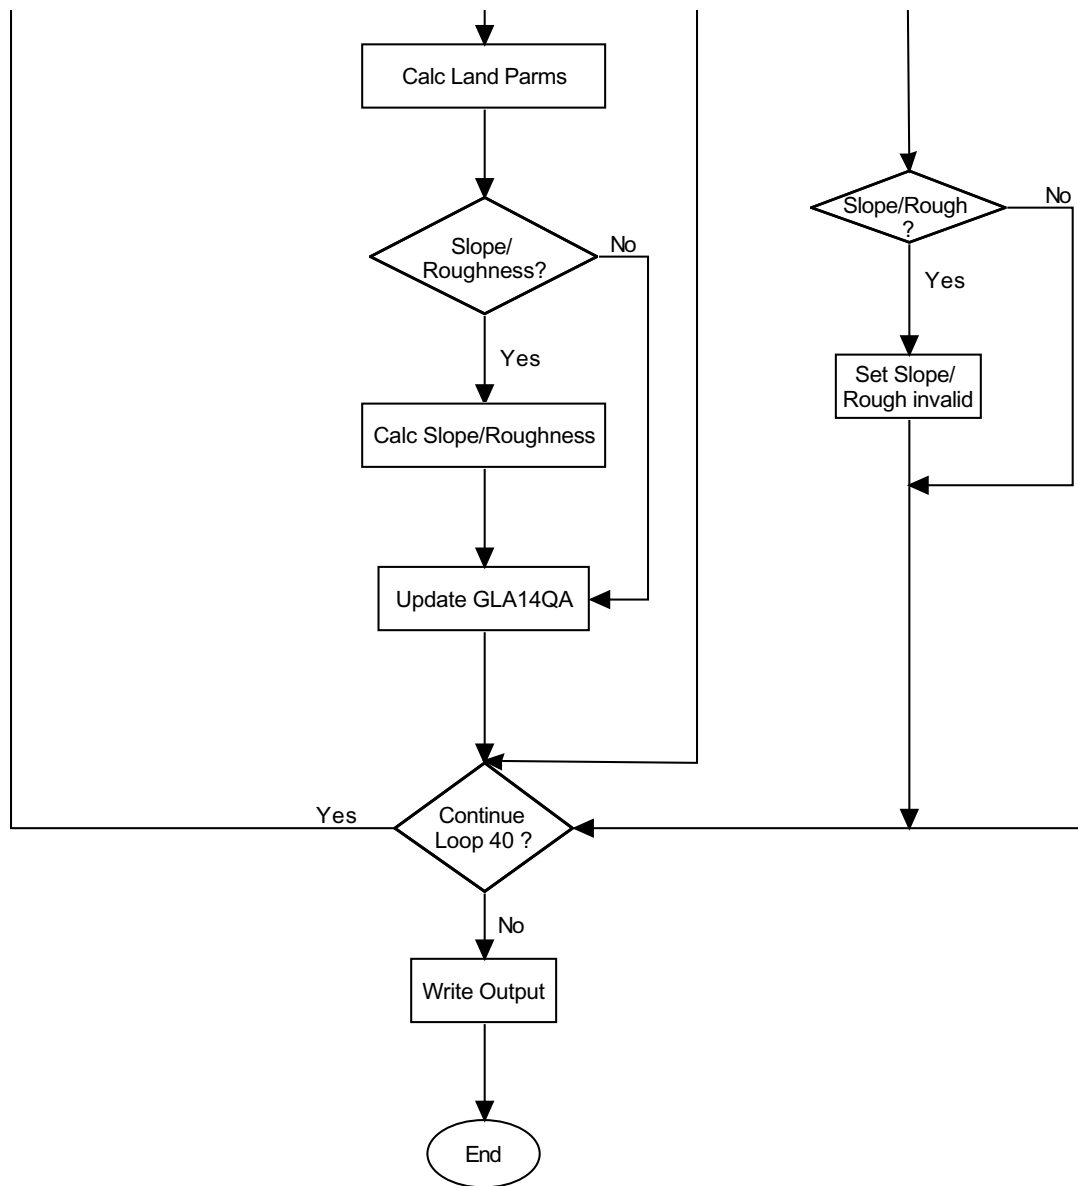 Calc Land Parms
Slope/
Roughness?
No
Yes
Calc Slope/Roughness
Update GLA14QA
Slope/Rough
?
No
Yes
Set Slope/
Rough invalid
Continue
Loop 40 ?
Yes
No
Write Output
End